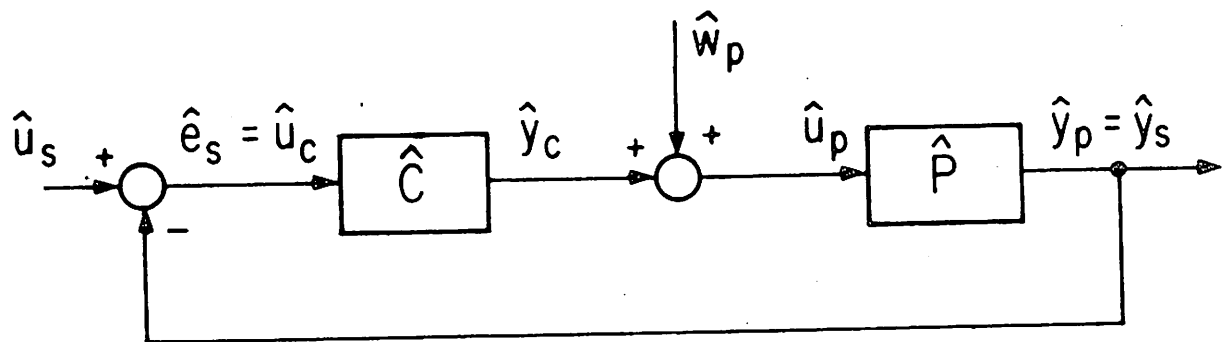 ŵp
ûs
+
ês = ûc
Ĉ
ŷc
+
+
ûp
P̂
ŷp = ŷs
−